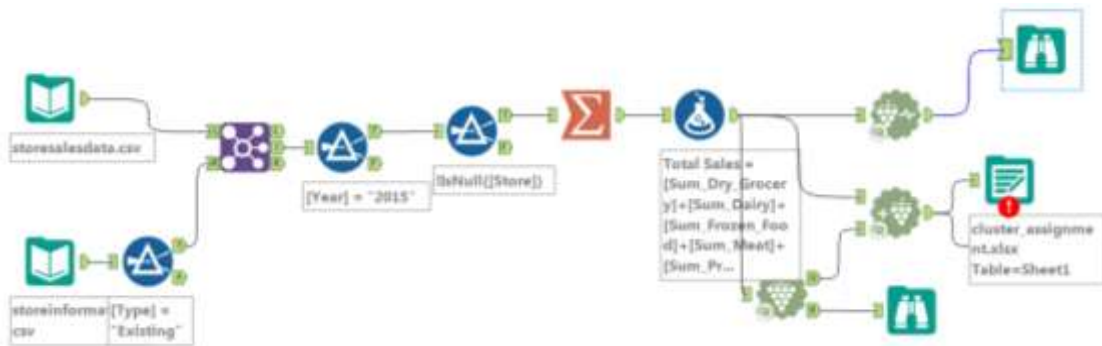 storesalesdata.csv
[Year] = "2015"
!IsNull([Store])
Total Sales =
[Sum_Dry_Grocer
y]+[Sum_Dairy]+
[Sum_Frozen_Foo
d]+[Sum_Meat]+
[Sum_Pr...
cluster_assignme
nt.xlsx
Table=Sheet1
storeinformat
csv
[Type] =
"Existing"